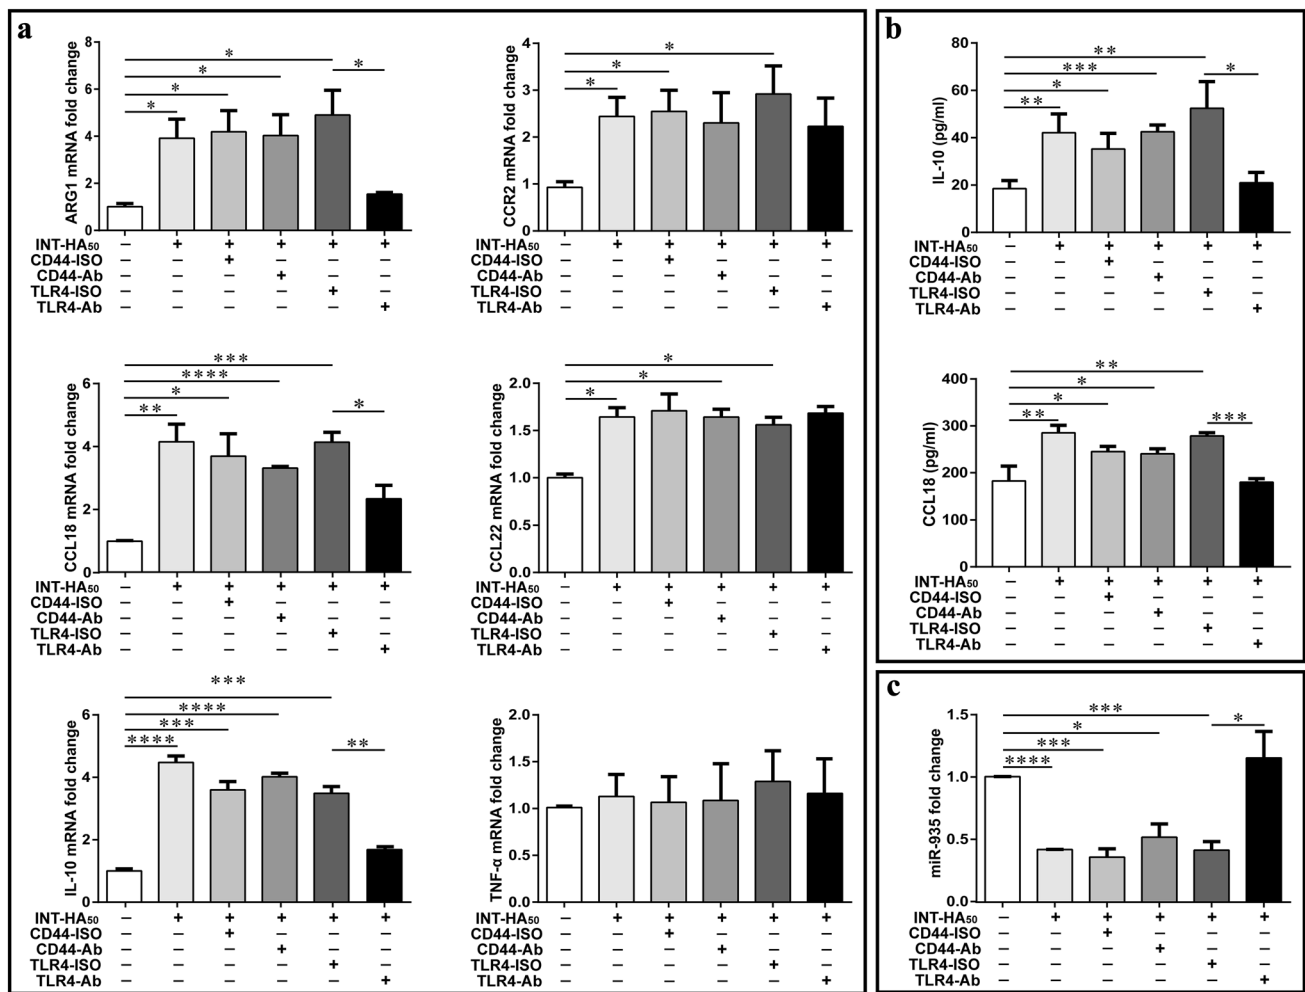 a
ARG1 mRNA fold change
8
6
4
2
0
*
*
*
*
*
INT-HA50 – + + + + +
CD44-ISO – – + – – –
CD44-Ab – – – + – –
TLR4-ISO – – – – + –
TLR4-Ab – – – – – +
CCR2 mRNA fold change
4
3
2
1
0
*
*
*
INT-HA50 – + + + + +
CD44-ISO – – + – – –
CD44-Ab – – – + – –
TLR4-ISO – – – – + –
TLR4-Ab – – – – – +
CCL18 mRNA fold change
6
4
2
0
***
****
*
**
*
INT-HA50 – + + + + +
CD44-ISO – – + – – –
CD44-Ab – – – + – –
TLR4-ISO – – – – + –
TLR4-Ab – – – – – +
CCL22 mRNA fold change
2.0
1.5
1.0
0.5
0.0
*
*
*
INT-HA50 – + + + + +
CD44-ISO – – + – – –
CD44-Ab – – – + – –
TLR4-ISO – – – – + –
TLR4-Ab – – – – – +
IL-10 mRNA fold change
6
4
2
0
***
****
***
****
**
INT-HA50 – + + + + +
CD44-ISO – – + – – –
CD44-Ab – – – + – –
TLR4-ISO – – – – + –
TLR4-Ab – – – – – +
TNF-α mRNA fold change
2.0
1.5
1.0
0.5
0.0
INT-HA50 – + + + + +
CD44-ISO – – + – – –
CD44-Ab – – – + – –
TLR4-ISO – – – – + –
TLR4-Ab – – – – – +
b
IL-10 (pg/ml)
80
60
40
20
0
**
***
*
**
*
INT-HA50 – + + + + +
CD44-ISO – – + – – –
CD44-Ab – – – + – –
TLR4-ISO – – – – + –
TLR4-Ab – – – – – +
CCL18 (pg/ml)
400
300
200
100
0
**
*
*
**
***
INT-HA50 – + + + + +
CD44-ISO – – + – – –
CD44-Ab – – – + – –
TLR4-ISO – – – – + –
TLR4-Ab – – – – – +
c
miR-935 fold change
1.5
1.0
0.5
0.0
***
*
***
****
*
INT-HA50 – + + + + +
CD44-ISO – – + – – –
CD44-Ab – – – + – –
TLR4-ISO – – – – + –
TLR4-Ab – – – – – +